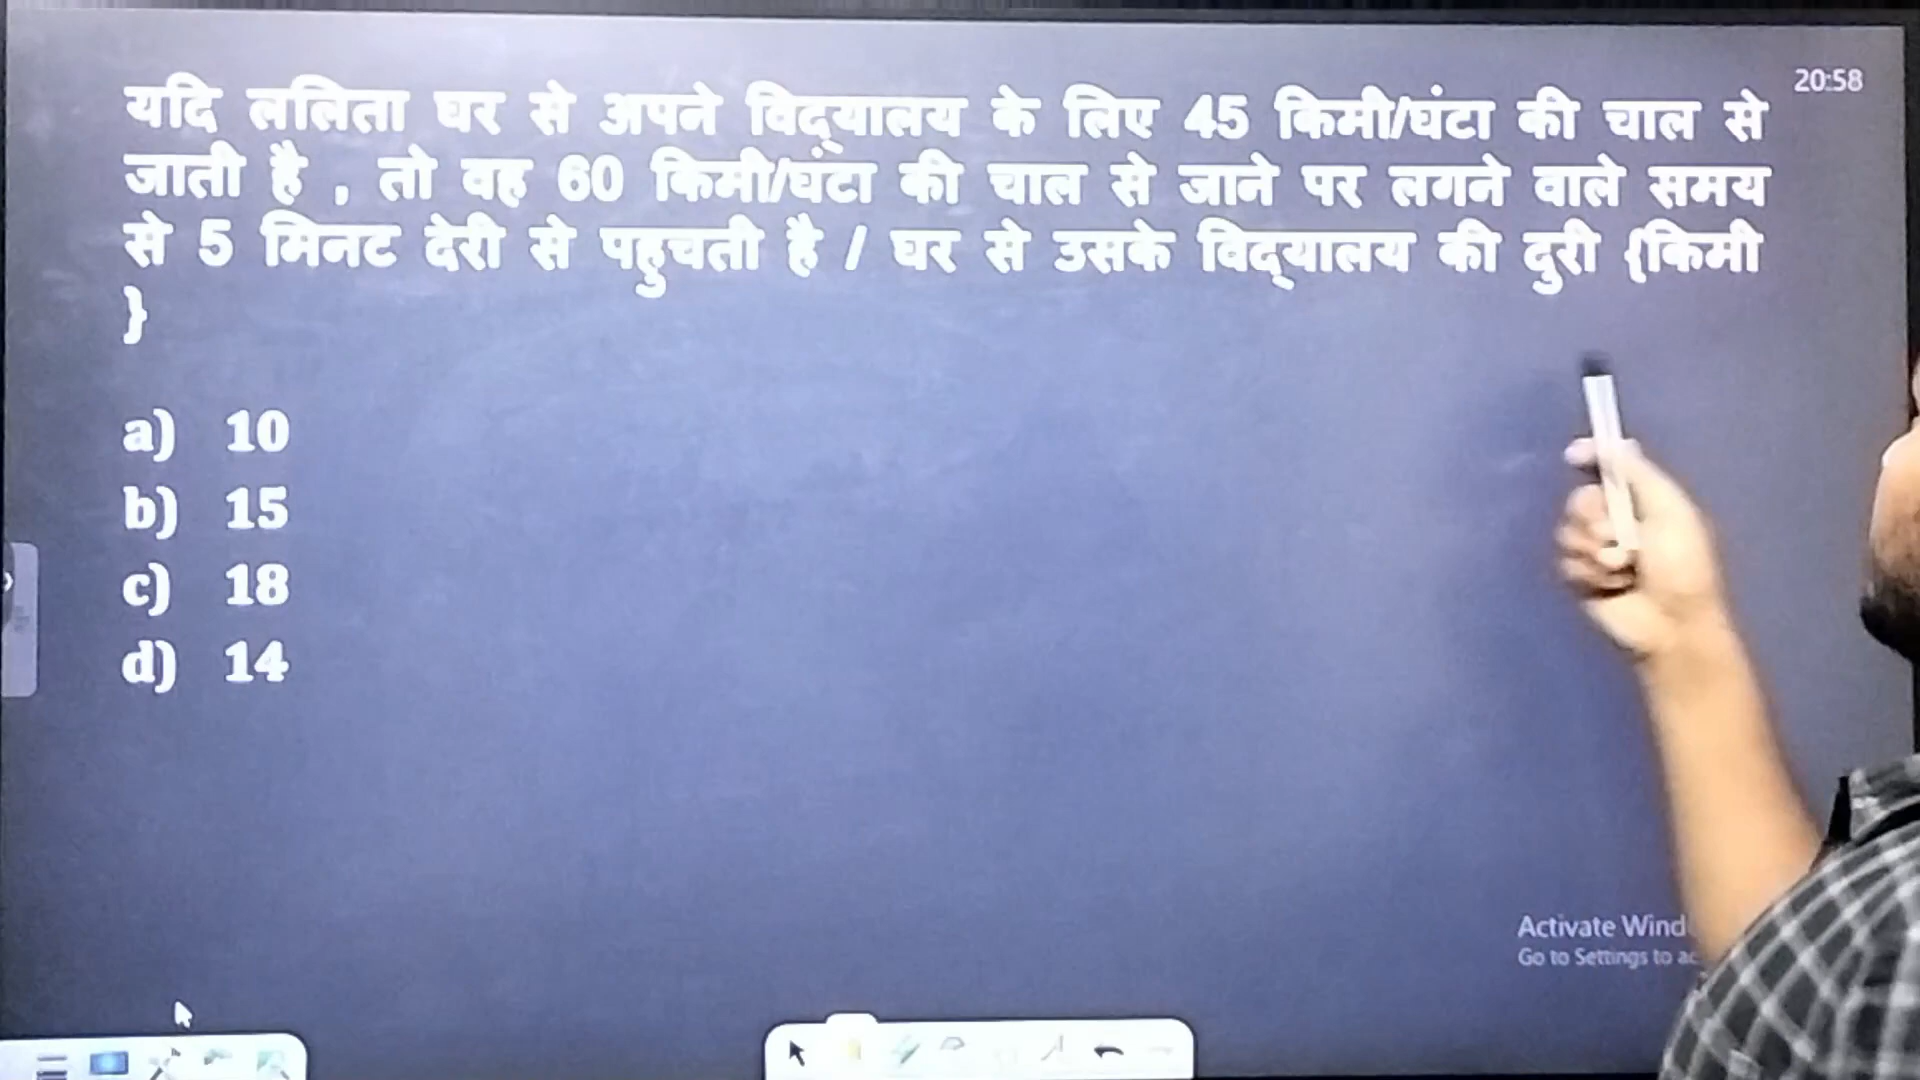 20:58
यदि ललिता घर से अपने विद्यालय के लिए 45 किमी/घंटा की चाल से
जाती है , तो वह 60 किमी/घंटा की चाल से जाने पर लगने वाले समय
से 5 मिनट देरी से पहुचती है / घर से उसके विद्यालय की दुरी {किमी
}
a) 10
b) 15
c) 18
d) 14
Activate Wind
Go to Settings to ac